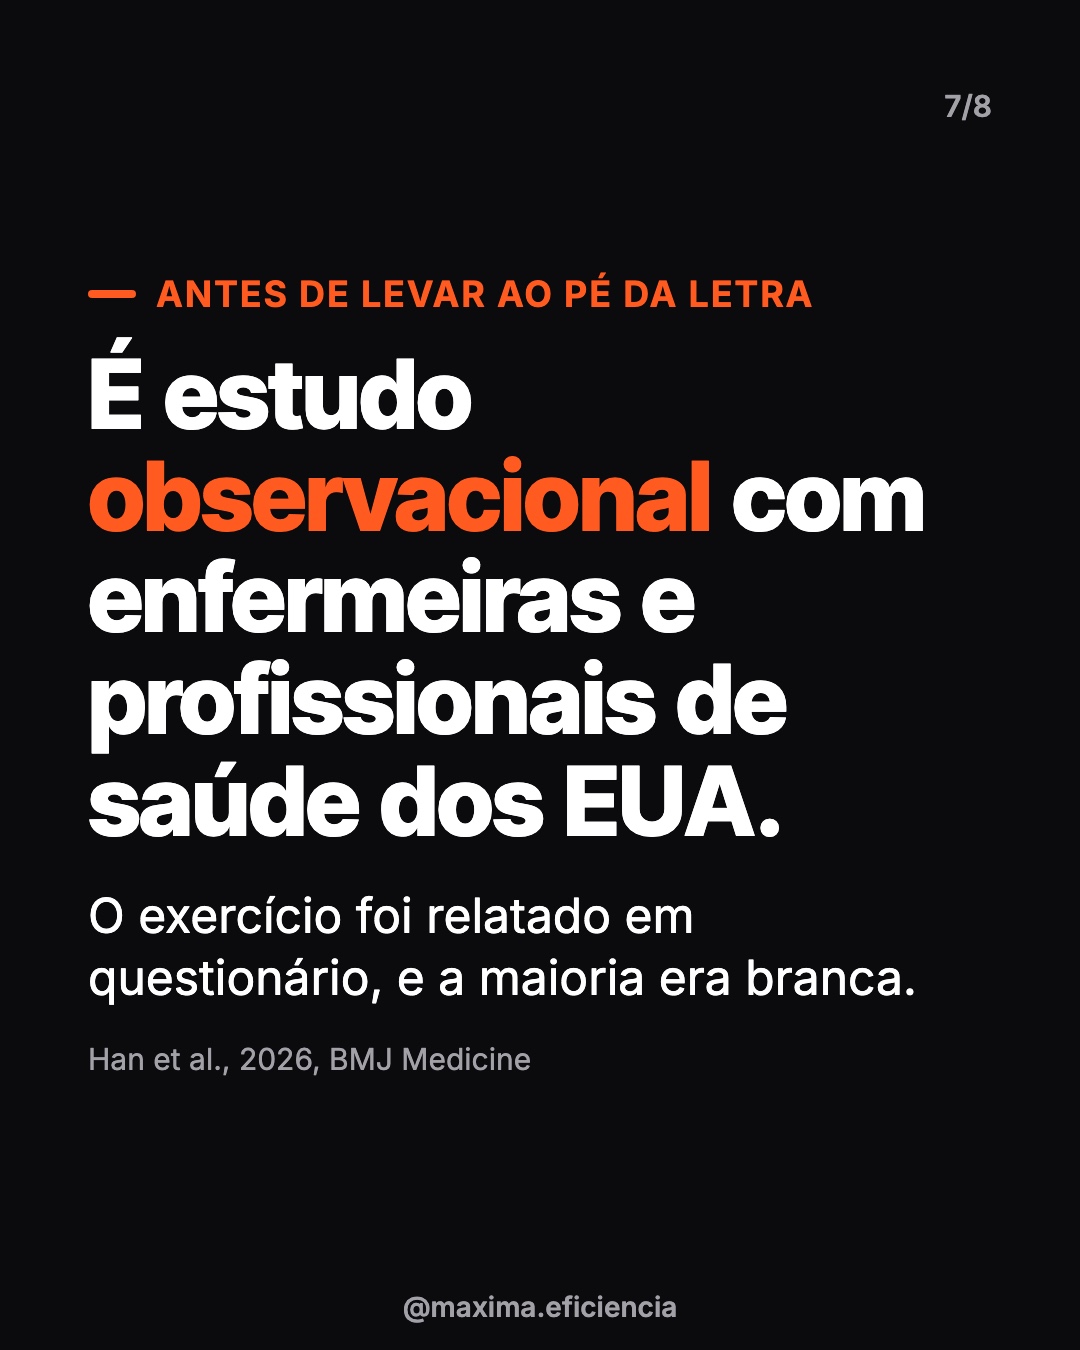 7/8
ANTES DE LEVAR AO PÉ DA LETRA
É estudo
observacional com
enfermeiras e
profissionais de
saúde dos EUA.
O exercício foi relatado em
questionário, e a maioria era branca.
Han et al., 2026, BMJ Medicine
@maxima.eficiencia